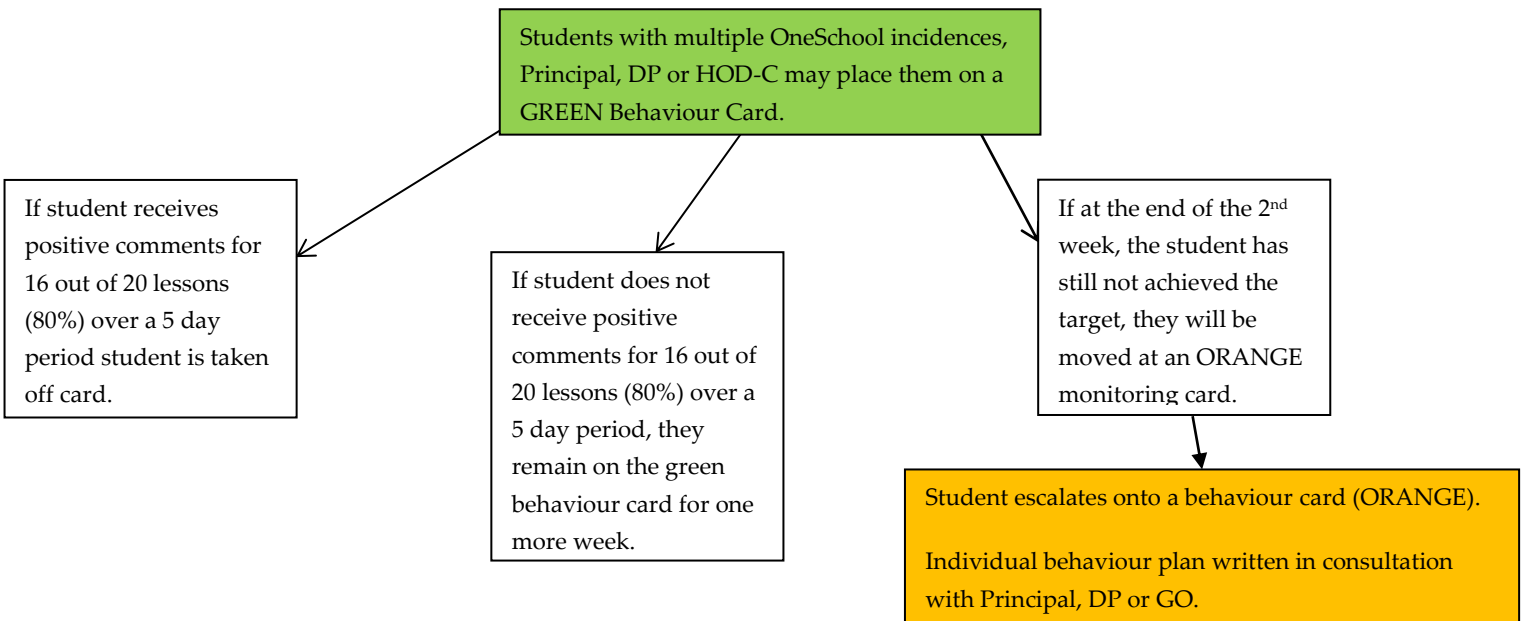 Students with multiple OneSchool incidences,
Principal, DP or HOD-C may place them on a
GREEN Behaviour Card.
If student receives
positive comments for
16 out of 20 lessons
(80%) over a 5 day
period student is taken
off card.
If student does not
receive positive
comments for 16 out of
20 lessons (80%) over a
5 day period, they
remain on the green
behaviour card for one
more week.
If at the end of the 2nd
week, the student has
still not achieved the
target, they will be
moved at an ORANGE
monitoring card.
Student escalates onto a behaviour card (ORANGE).
Individual behaviour plan written in consultation
with Principal, DP or GO.